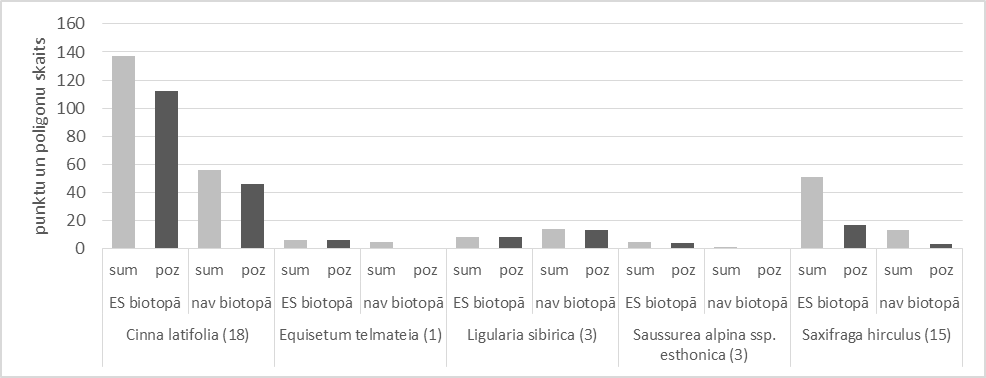 punktu un poligonu skaits
160
140
120
100
80
60
40
20
0
sum poz sum poz sum poz sum poz sum poz sum poz sum poz sum poz sum poz sum poz
ES biotopā nav biotopā ES biotopā nav biotopā ES biotopā nav biotopā ES biotopā nav biotopā ES biotopā nav biotopā
Cinna latifolia (18) Equisetum telmateia (1) Ligularia sibirica (3) Saussurea alpina ssp. Saxifraga hirculus (15)
esthonica (3)